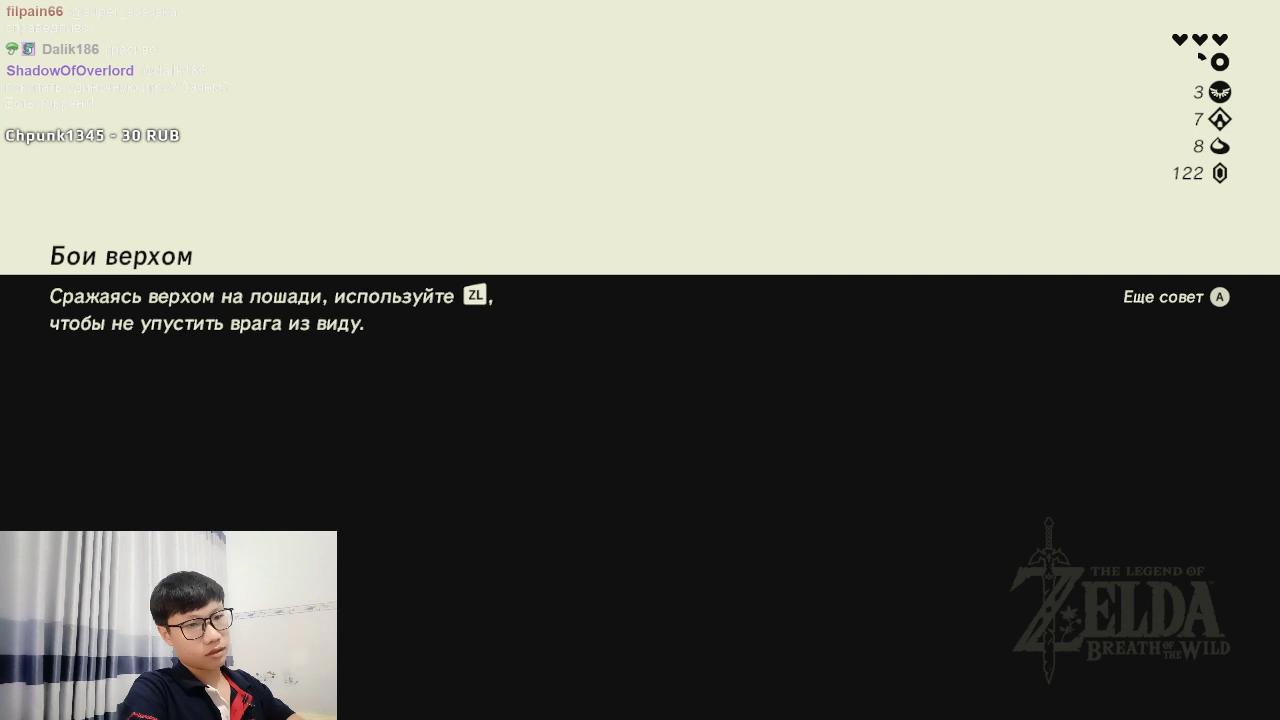 filpain66
Dalik186
ShadowOfOverlord
Chpunk1345 - 30 RUB
3
7
8
122
Бои верхом
Сражаясь верхом на лошади, используйте ZL,
чтобы не упустить врага из виду.
Еще совет A
THE LEGEND OF
ZELDA
BREATH OF THE WILD